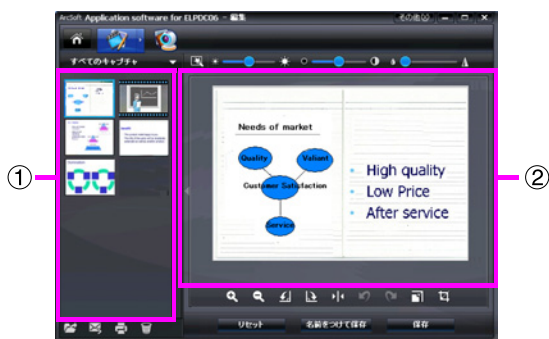 ArcSoft Application software for ELPDC06 - 編集
その他
すべてのキャプチャ
①
②
Needs of market
Quality
Valiant
Customer Satisfaction
Service
• High quality
• Low Price
• After service
リセット
名前をつけて保存
保存